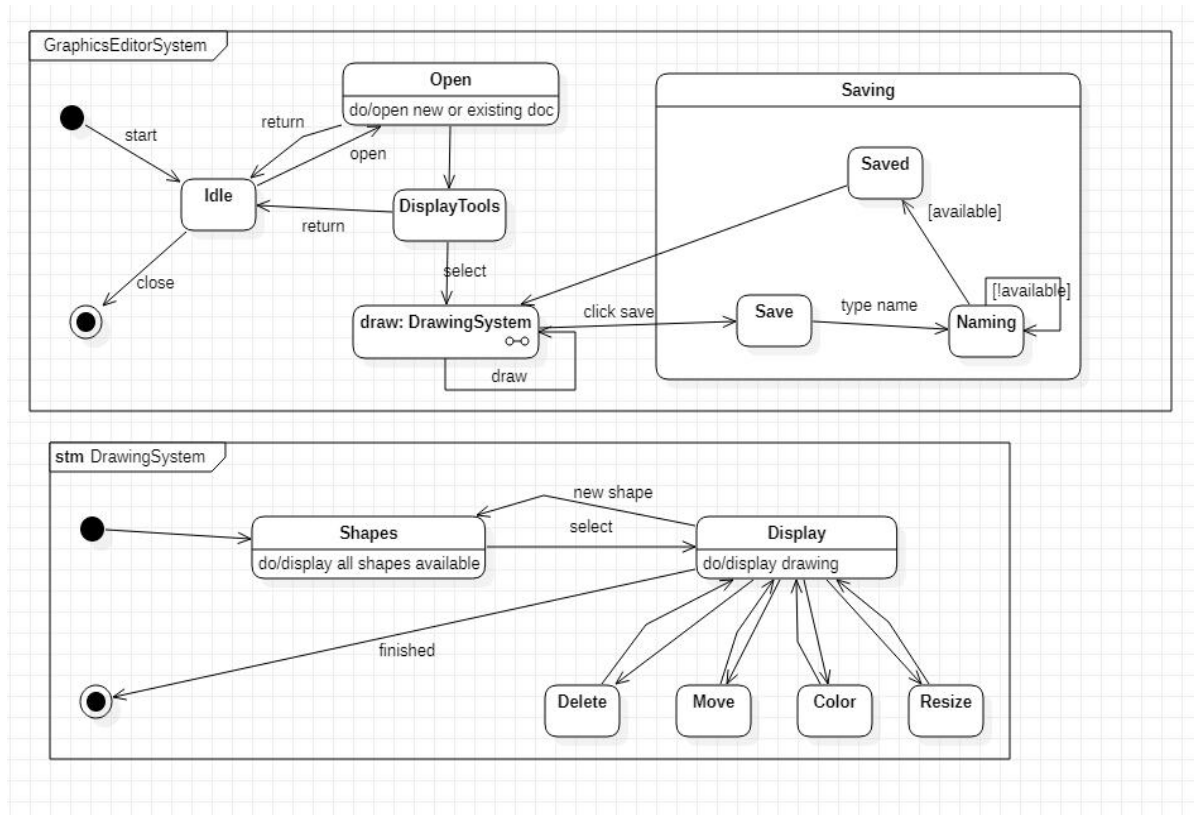 GraphicsEditorSystem
Open
do/open new or existing doc
Saving
start
return
open
Idle
DisplayTools
return
close
select
draw: DrawingSystem
draw
click save
Save
type name
Saved
[available]
[!available]
Naming
stm DrawingSystem
new shape
Shapes
do/display all shapes available
select
Display
do/display drawing
finished
Delete
Move
Color
Resize